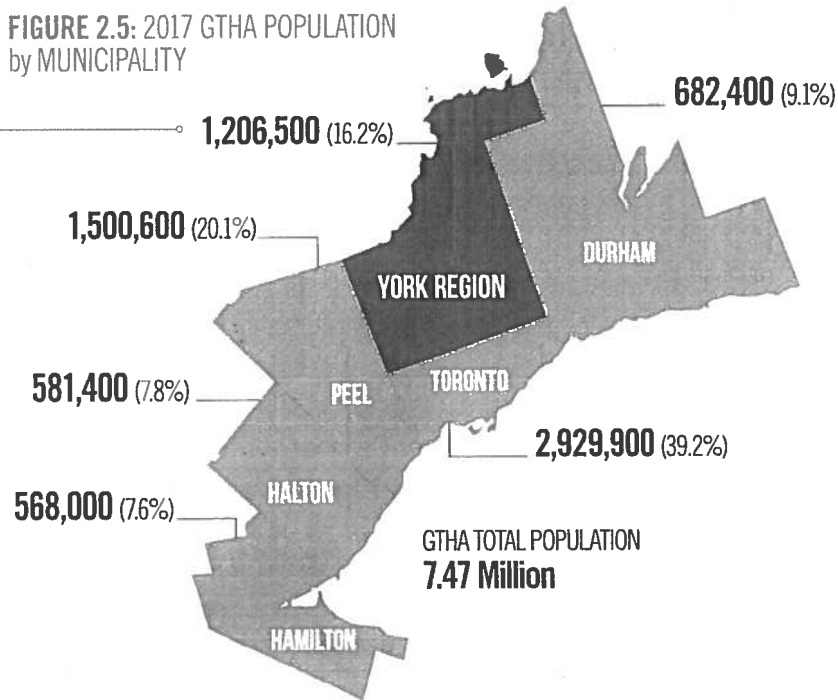 FIGURE 2.5: 2017 GTHA POPULATION
by MUNICIPALITY
682,400 (9.1%)
1,206,500 (16.2%)
1,500,600 (20.1%)
DURHAM
YORK REGION
581,400 (7.8%)
PEEL
TORONTO
2,929,900 (39.2%)
HALTON
568,000 (7.6%)
GTHA TOTAL POPULATION
7.47 Million
HAMILTON